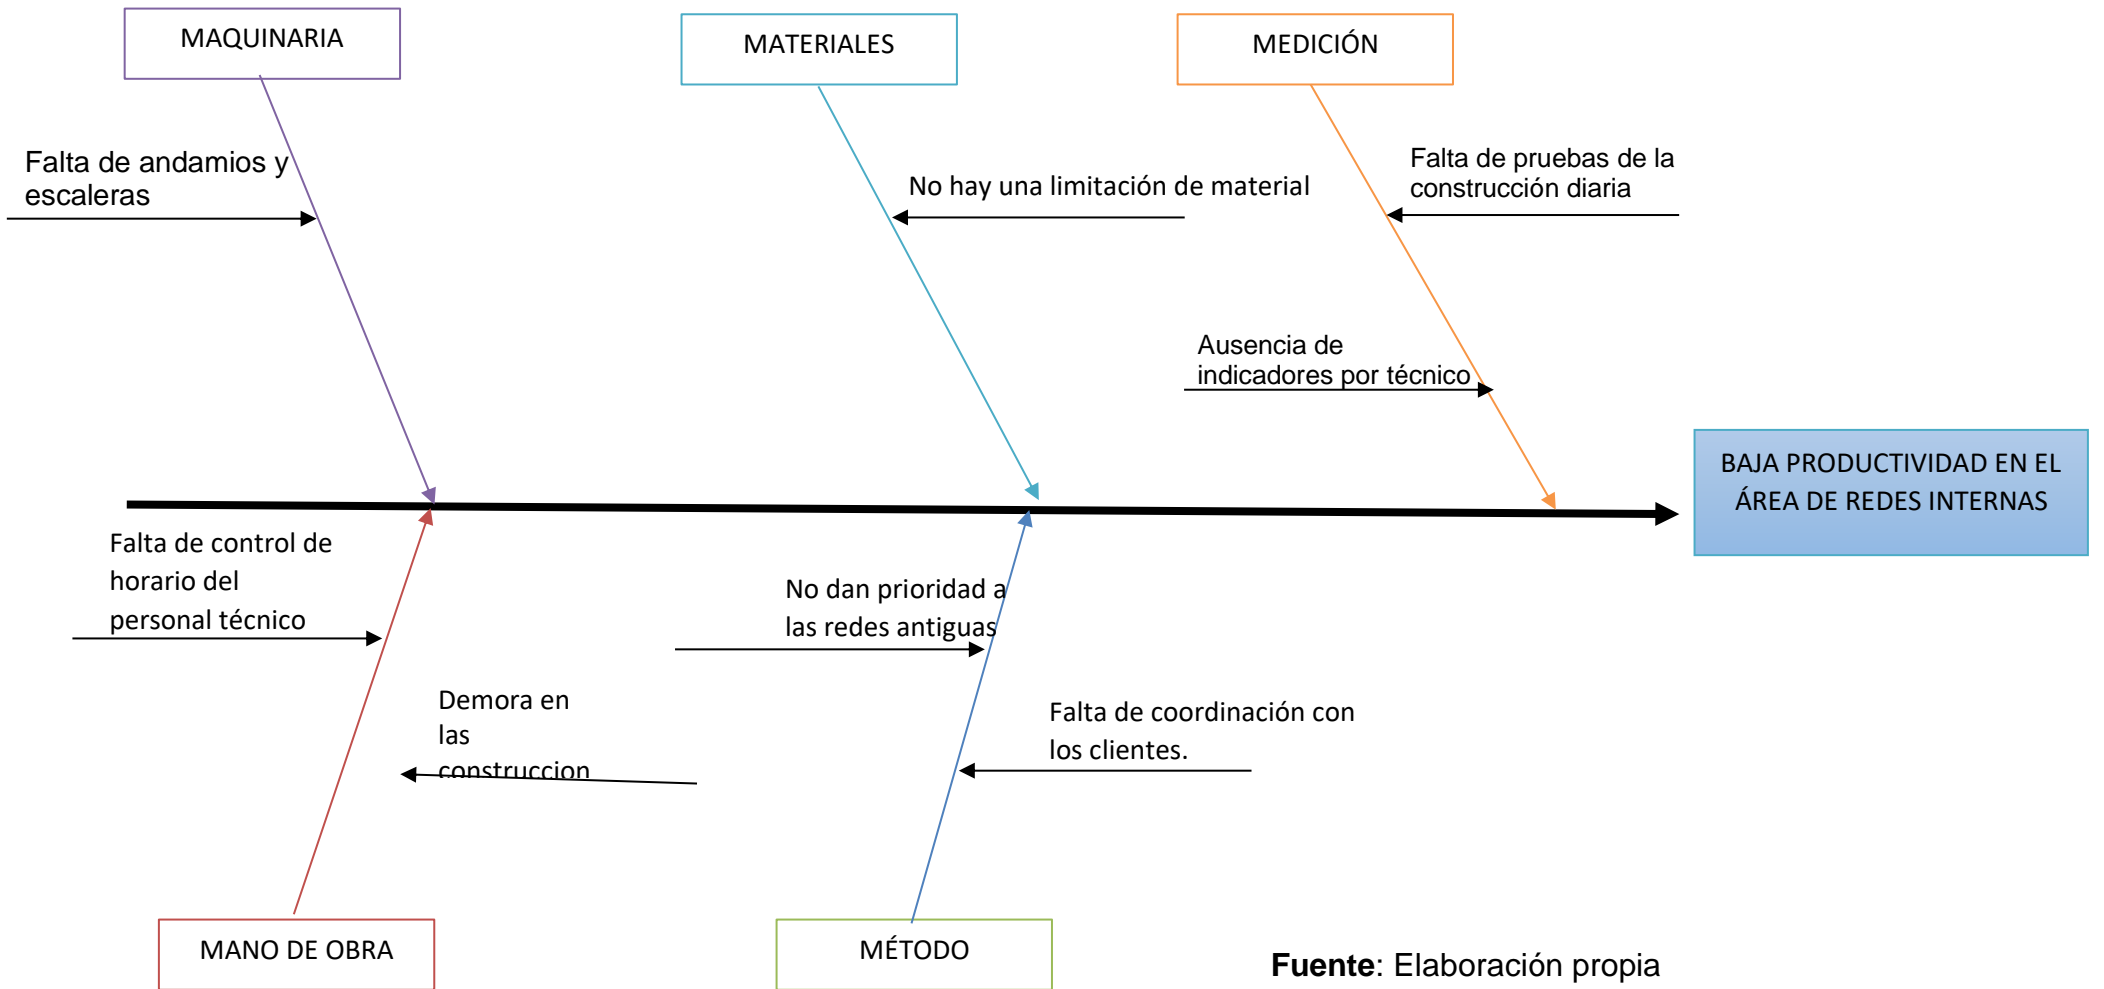 MAQUINARIA
MATERIALES
MEDICIÓN
Falta de andamios y
escaleras
No hay una limitación de material
Falta de pruebas de la
construcción diaria
Ausencia de
indicadores por técnico
BAJA PRODUCTIVIDAD EN EL
ÁREA DE REDES INTERNAS
Falta de control de
horario del
personal técnico
No dan prioridad a
las redes antiguas
Demora en
las
construccion
Falta de coordinación con
los clientes.
MANO DE OBRA
MÉTODO
Fuente: Elaboración propia